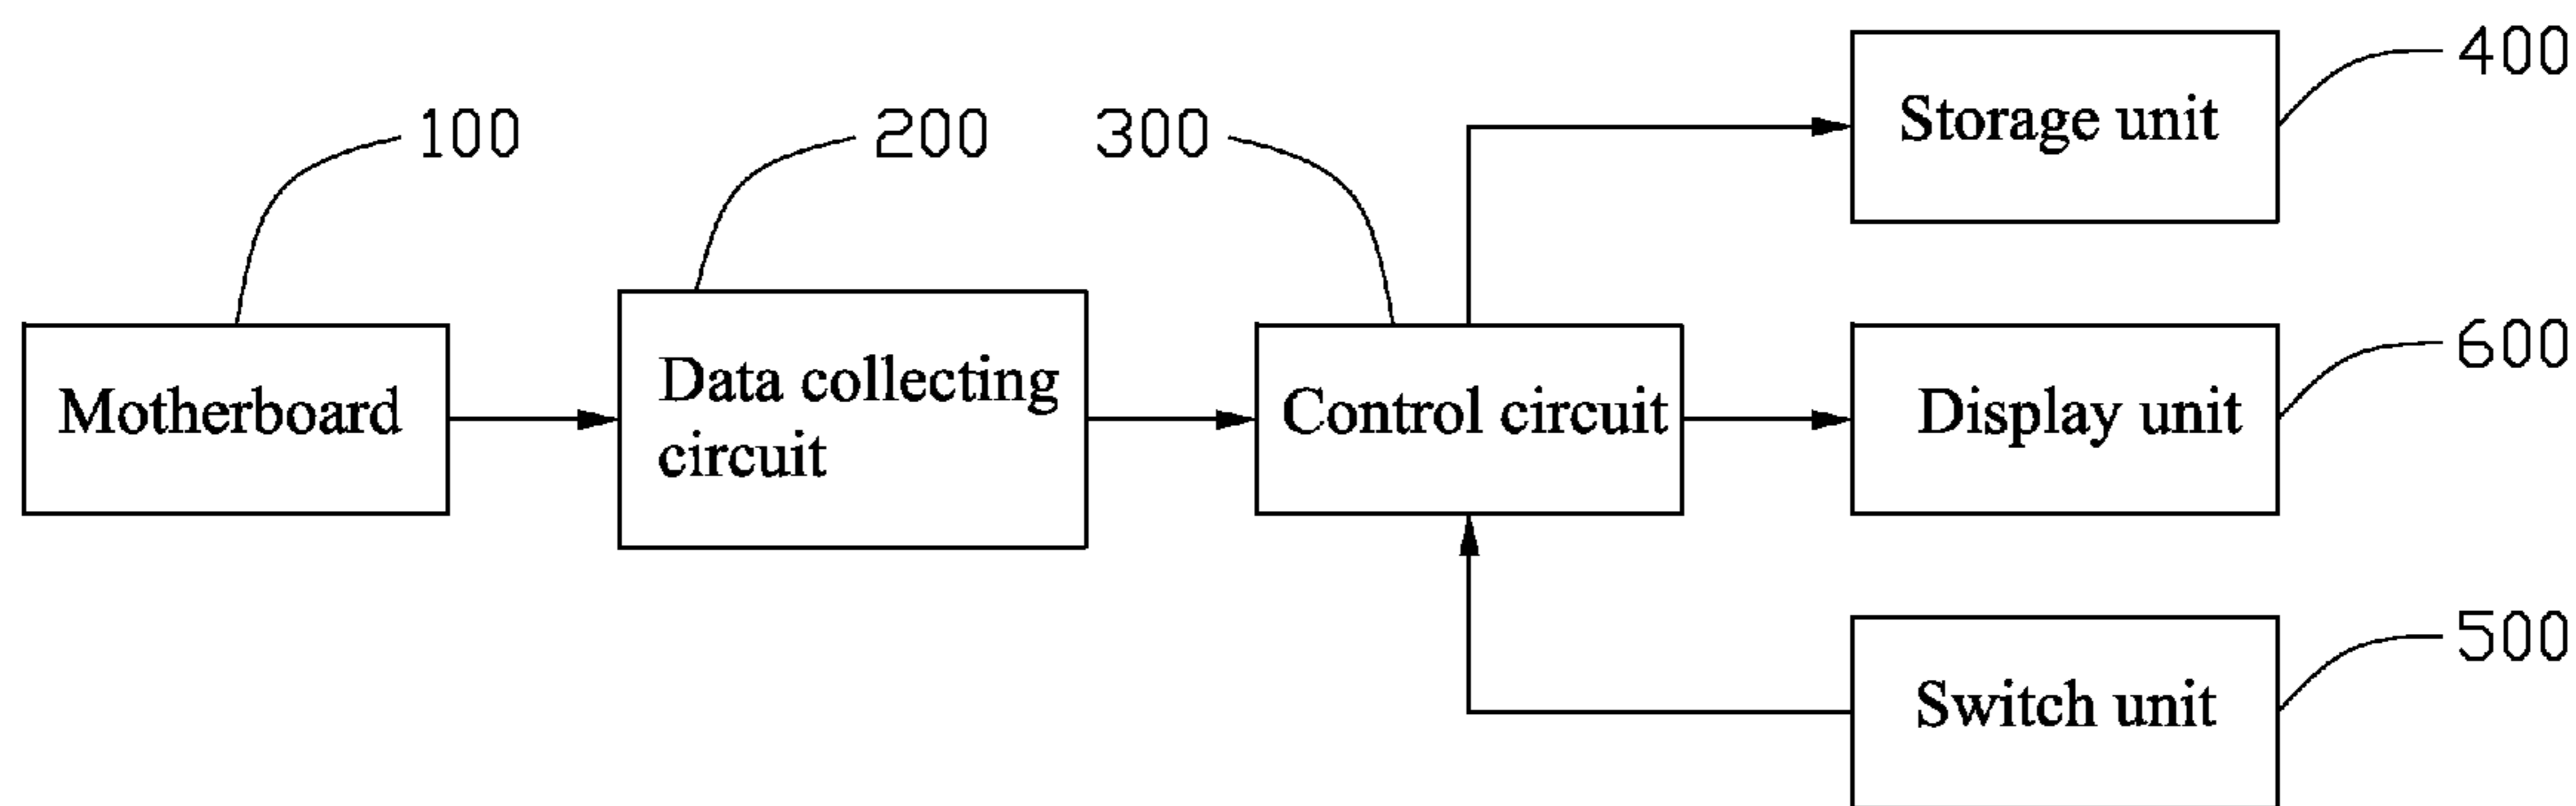 400
100
200
300
Storage unit
600
Motherboard
Data collecting
circuit
Control circuit
Display unit
500
Switch unit